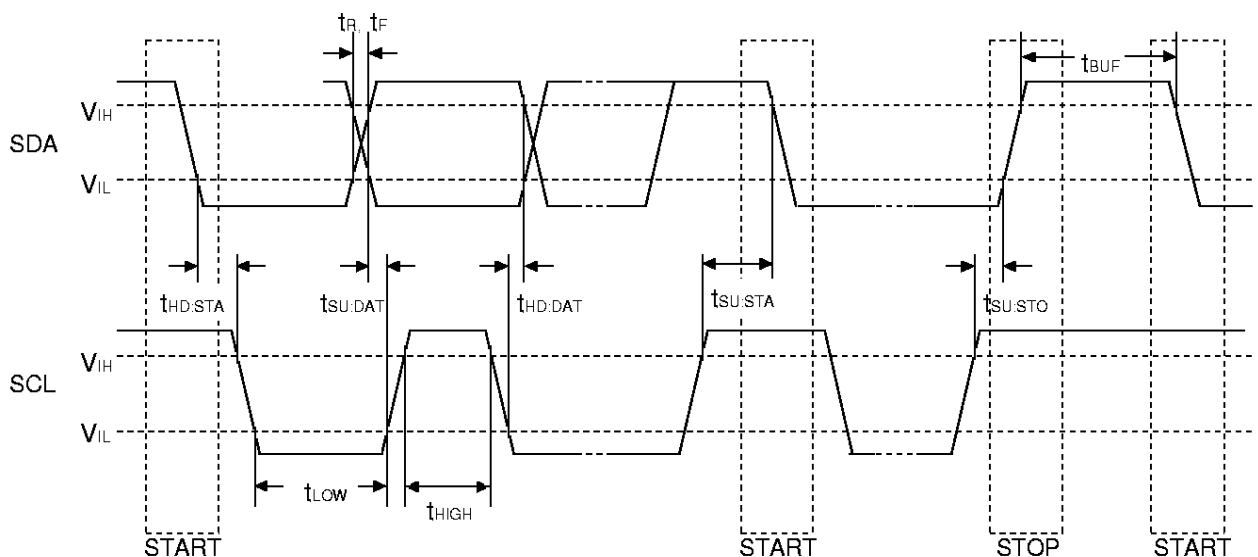 tR, tF
tBUF
VIH
SDA
VIL
tHD:STA
tSU:DAT
tHD:DAT
tSU:STA
tSU:STO
VIH
SCL
VIL
tLOW
tHIGH
START
START
STOP
START